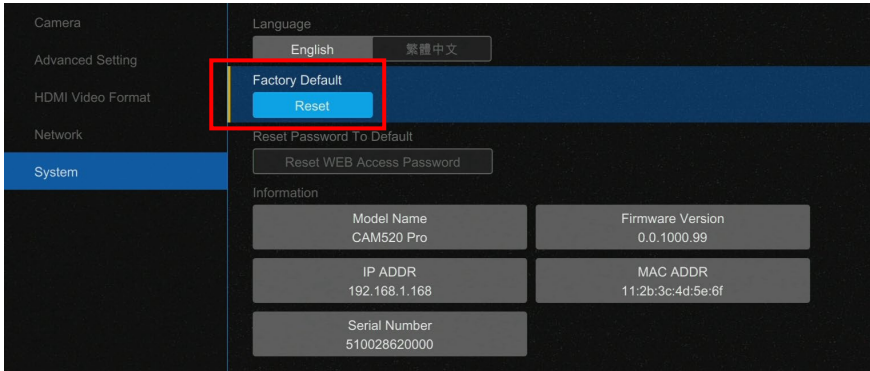 Camera
Advanced Setting
HDMI Video Format
Network
System
Language
English 繁體中文
Factory Default
Reset
Reset Password To Default
Reset WEB Access Password
Information
Model Name
CAM520 Pro
Firmware Version
0.0.1000.99
IP ADDR
192.168.1.168
MAC ADDR
11:2b:3c:4d:5e:6f
Serial Number
510028620000